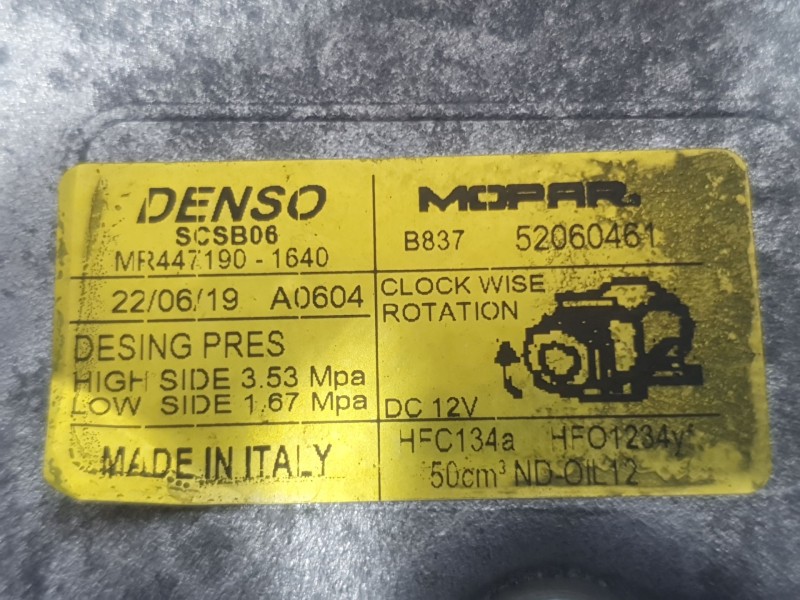 DENSO
SCSB06
MR447190-1640
MOPAR®
B837 52060461
22/06/19 A0604
CLOCK WISE
ROTATION
DESING PRES
HIGH SIDE 3.53 Mpa
LOW SIDE 1.67 Mpa
DC 12V
MADE IN ITALY
HFC134a HFO1234yf
50cm³ ND-OIL12